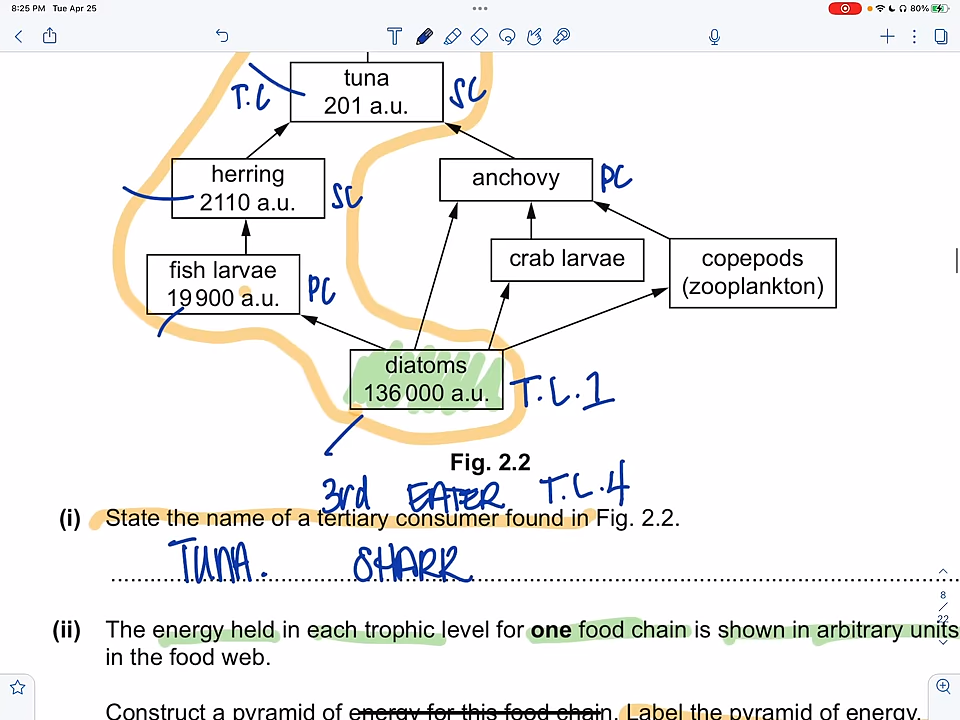 8:25 PM Tue Apr 25
80%
tuna
201 a.u.
T.C
SC
herring
2110 a.u.
SC
anchovy
PC
fish larvae
19 900 a.u.
PC
crab larvae
copepods
(zooplankton)
diatoms
136 000 a.u.
T.L.1
Fig. 2.2
3rd EATER T.L.4
(i) State the name of a tertiary consumer found in Fig. 2.2.
TUNA. SHARK
8
/
22
(ii) The energy held in each trophic level for one food chain is shown in arbitrary units
in the food web.
Construct a pyramid of energy for this food chain. Label the pyramid of energy.